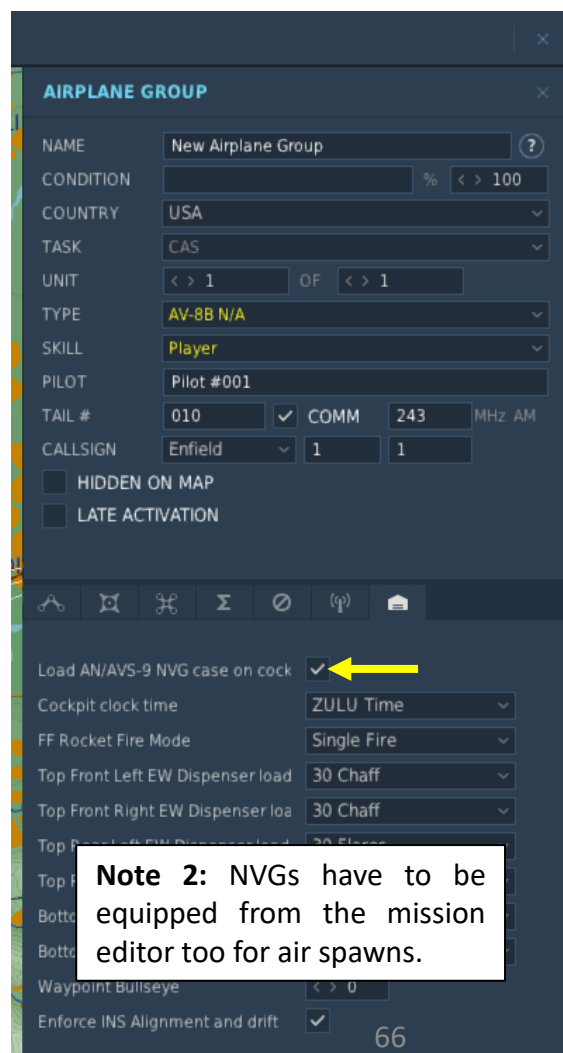 AIRPLANE GROUP
NAME New Airplane Group ?
CONDITION % < > 100
COUNTRY USA
TASK CAS
UNIT < > 1 OF < > 1
TYPE AV-8B N/A
SKILL Player
PILOT Pilot #001
TAIL # 010 COMM 243 MHz AM
CALLSIGN Enfield 1 1
HIDDEN ON MAP
LATE ACTIVATION
Load AN/AVS-9 NVG case on cock
Cockpit clock time ZULU Time
FF Rocket Fire Mode Single Fire
Top Front Left EW Dispenser load 30 Chaff
Top Front Right EW Dispenser loa 30 Chaff
Top
Top
Note 2: NVGs have to be
equipped from the mission
editor too for air spawns.
Waypoint Bullseye < > 0
Enforce INS Alignment and drift
66